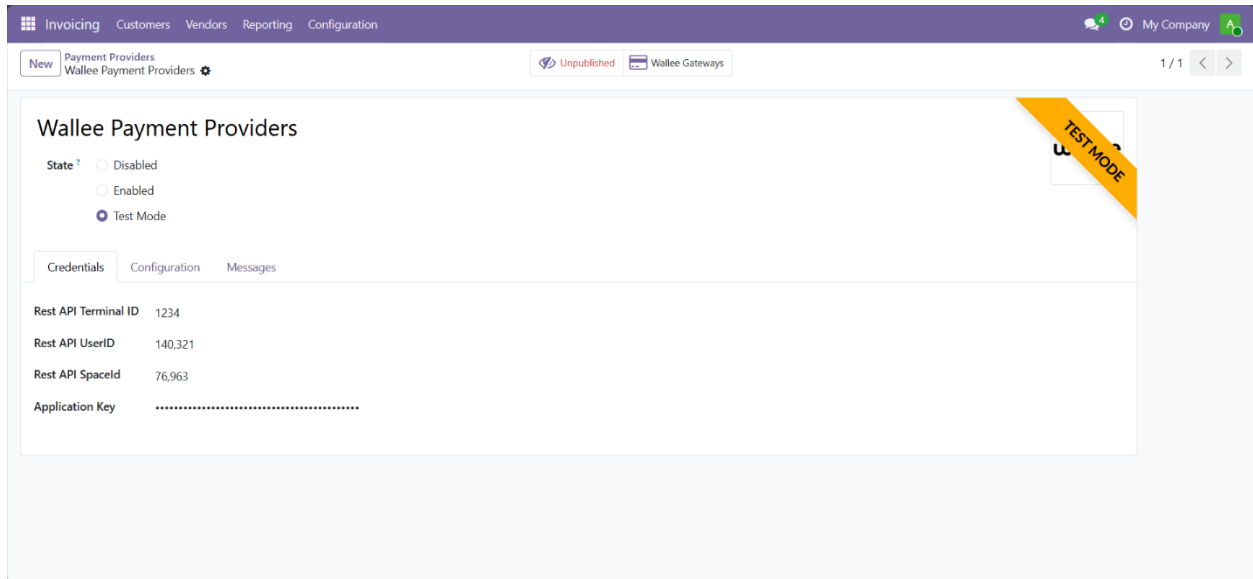 Invoicing Customers Vendors Reporting Configuration 4 My Company A
New Payment Providers
Wallee Payment Providers
Unpublished Wallee Gateways 1 / 1
Wallee Payment Providers
TEST MODE
State ? Disabled
Enabled
Test Mode
Credentials Configuration Messages
Rest API Terminal ID 1234
Rest API UserID 140,321
Rest API SpaceId 76,963
Application Key